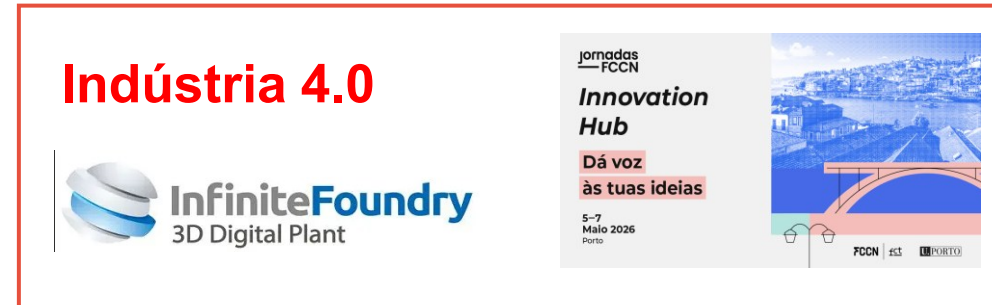 Indústria 4.0
InfiniteFoundry
3D Digital Plant
jornadas
FCCN
Innovation
Hub
Dá voz
às tuas ideias
5–7
Maio 2026
Porto
FCCN fct U.PORTO